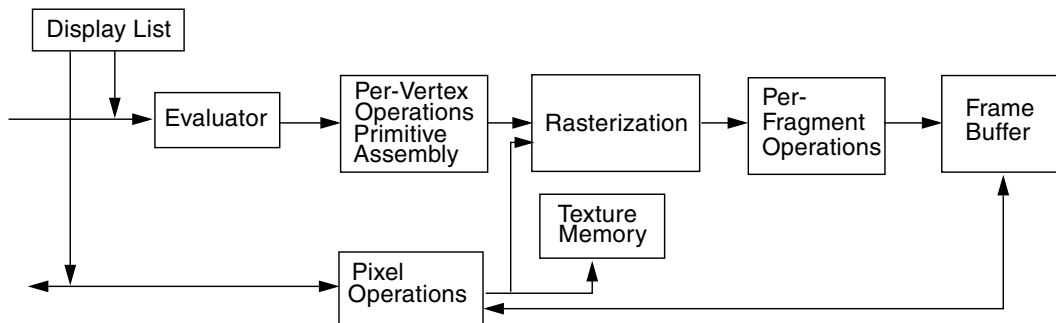 Display List
Evaluator
Per-Vertex
Operations
Primitive
Assembly
Rasterization
Per-
Fragment
Operations
Frame
Buffer
Texture
Memory
Pixel
Operations